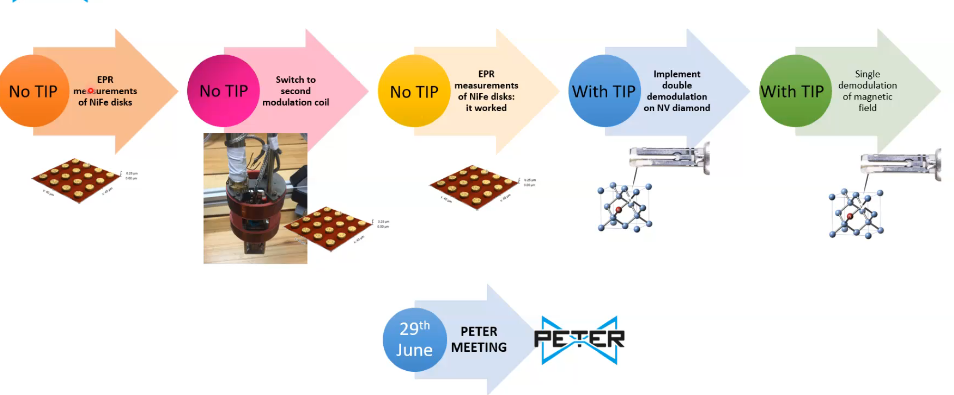 No TIP
EPR
measurements
of NiFe disks
No TIP
Switch to
second
modulation coil
No TIP
EPR
measurements
of NiFe disks:
it worked
With TIP
Implement
double
demodulation
on NV diamond
With TIP
Single
demodulation
of magnetic
field
29th
June
PETER
MEETING
PETER